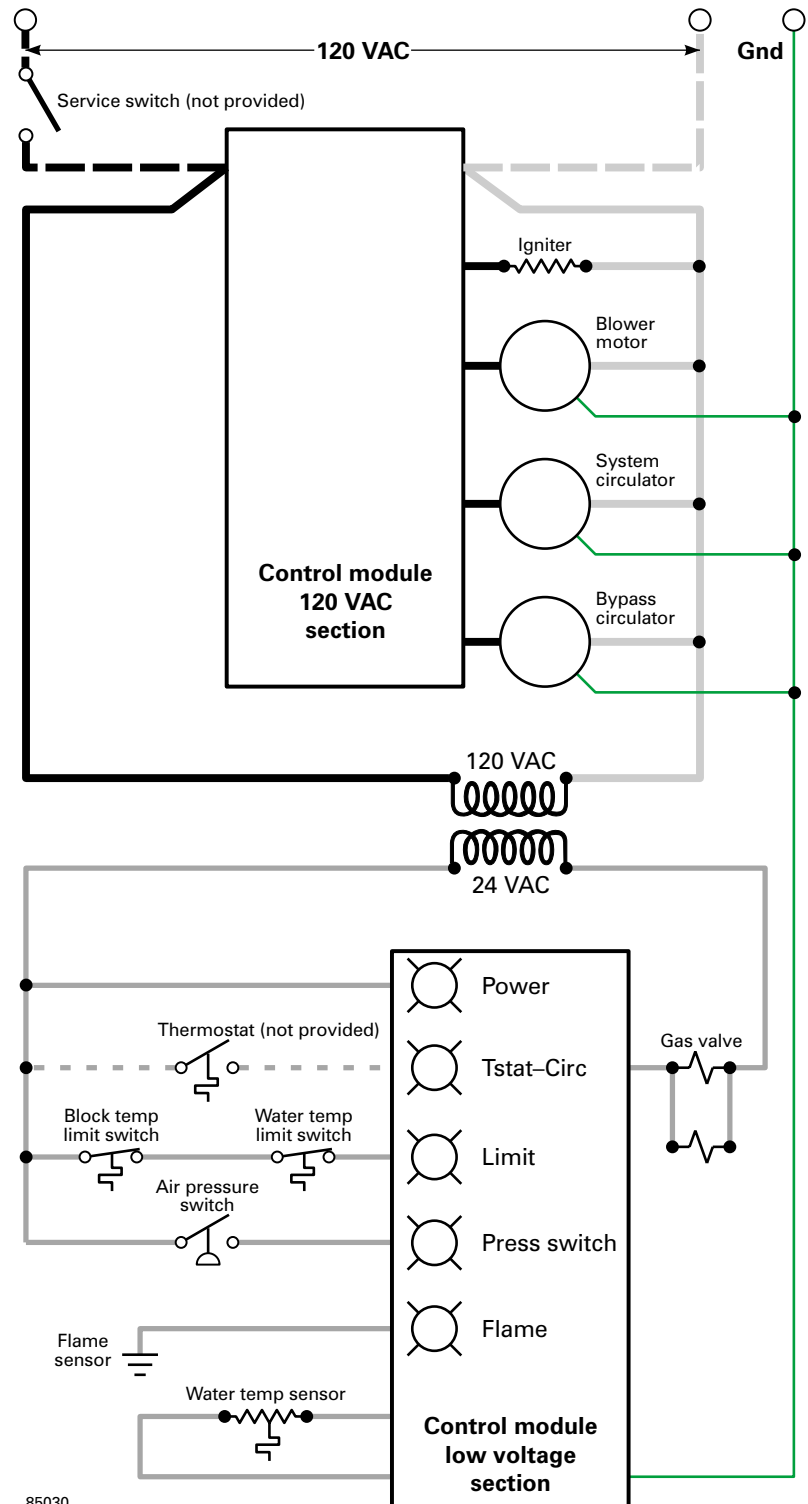 120 VAC
Gnd
Service switch (not provided)
Igniter
Blower
motor
System
circulator
Control module
120 VAC
section
Bypass
circulator
120 VAC
24 VAC
Power
Thermostat (not provided)
Tstat–Circ
Gas valve
Block temp
limit switch
Water temp
limit switch
Limit
Air pressure
switch
Press switch
Flame
Flame
sensor
Water temp sensor
Control module
low voltage
section
85030